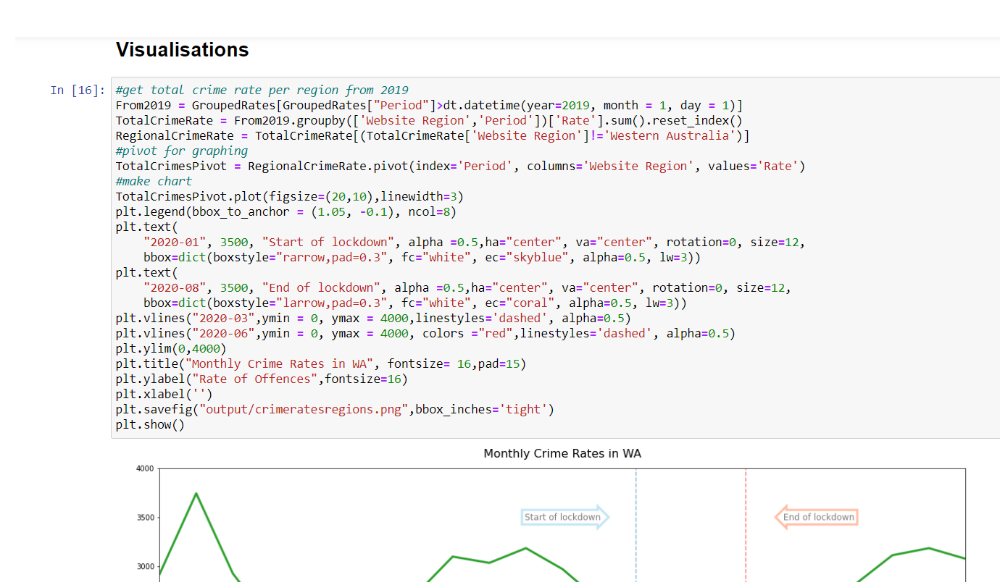 Visualisations
In [16]:
#get total crime rate per region from 2019
From2019 = GroupedRates[GroupedRates["Period"]>dt.datetime(year=2019, month = 1, day = 1)]
TotalCrimeRate = From2019.groupby(['Website Region','Period'])['Rate'].sum().reset_index()
RegionalCrimeRate = TotalCrimeRate[(TotalCrimeRate['Website Region']!='Western Australia')]
#pivot for graphing
TotalCrimesPivot = RegionalCrimeRate.pivot(index='Period', columns='Website Region', values='Rate')
#make chart
TotalCrimesPivot.plot(figsize=(20,10),linewidth=3)
plt.legend(bbox_to_anchor = (1.05, -0.1), ncol=8)
plt.text(
    "2020-01", 3500, "Start of lockdown", alpha =0.5,ha="center", va="center", rotation=0, size=12,
    bbox=dict(boxstyle="rarrow,pad=0.3", fc="white", ec="skyblue", alpha=0.5, lw=3))
plt.text(
    "2020-08", 3500, "End of lockdown", alpha =0.5,ha="center", va="center", rotation=0, size=12,
    bbox=dict(boxstyle="larrow,pad=0.3", fc="white", ec="coral", alpha=0.5, lw=3))
plt.vlines("2020-03",ymin = 0, ymax = 4000,linestyles='dashed', alpha=0.5)
plt.vlines("2020-06",ymin = 0, ymax = 4000, colors ="red",linestyles='dashed', alpha=0.5)
plt.ylim(0,4000)
plt.title("Monthly Crime Rates in WA", fontsize= 16,pad=15)
plt.ylabel("Rate of Offences",fontsize=16)
plt.xlabel('')
plt.savefig("output/crimeratesregions.png",bbox_inches='tight')
plt.show()
Monthly Crime Rates in WA
4000
3500
Start of lockdown
End of lockdown
3000